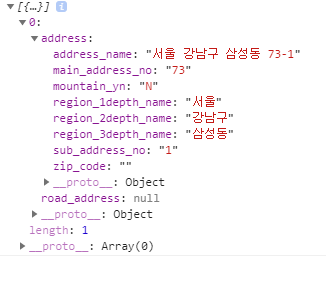 ▼ [{…}] i
▼ 0:
▼ address:
address_name: "서울 강남구 삼성동 73-1"
main_address_no: "73"
mountain_yn: "N"
region_1depth_name: "서울"
region_2depth_name: "강남구"
region_3depth_name: "삼성동"
sub_address_no: "1"
zip_code: ""
▶ __proto__: Object
road_address: null
▶ __proto__: Object
length: 1
▶ __proto__: Array(0)